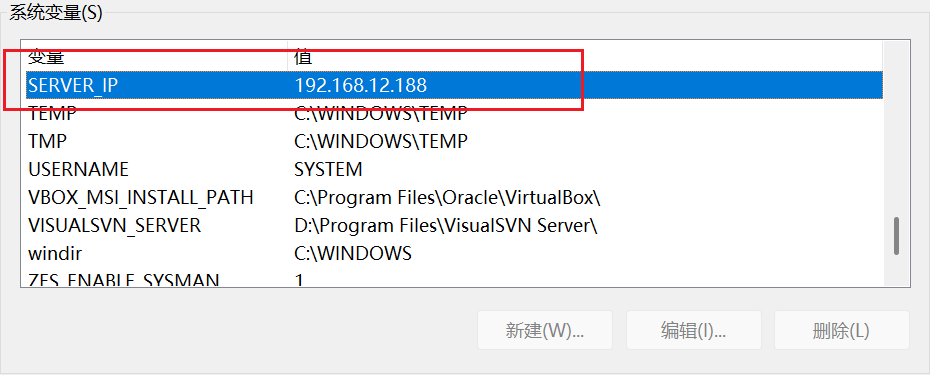 系统变量(S)
变量 值
SERVER_IP 192.168.12.188
TEMP C:\WINDOWS\TEMP
TMP C:\WINDOWS\TEMP
USERNAME SYSTEM
VBOX_MSI_INSTALL_PATH C:\Program Files\Oracle\VirtualBox\
VISUALSVN_SERVER D:\Program Files\VisualSVN Server\
windir C:\WINDOWS
ZES_ENABLE_SYSMAN 1
新建(W)... 编辑(I)... 删除(L)